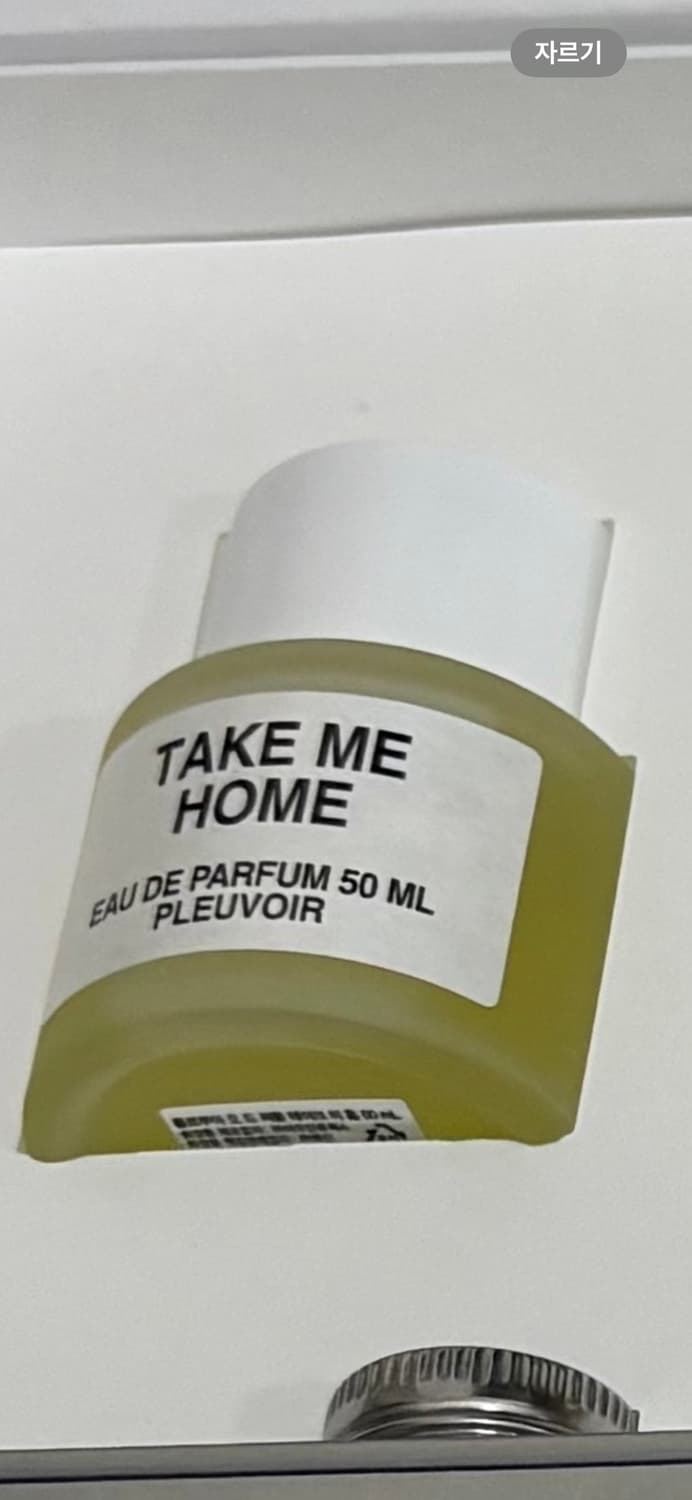 자르기
TAKE ME
HOME
EAU DE PARFUM 50 ML
PLEUVOIR